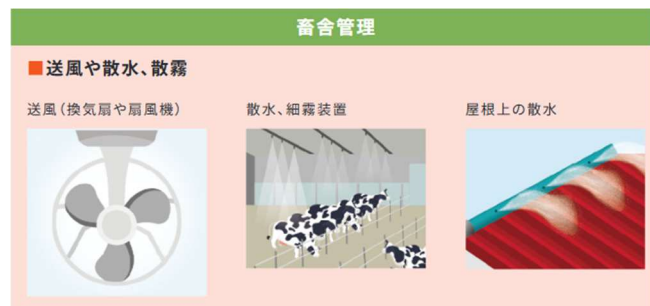 畜舎管理
■送風や散水、散霧
送風(換気扇や扇風機)
散水、細霧装置
屋根上の散水